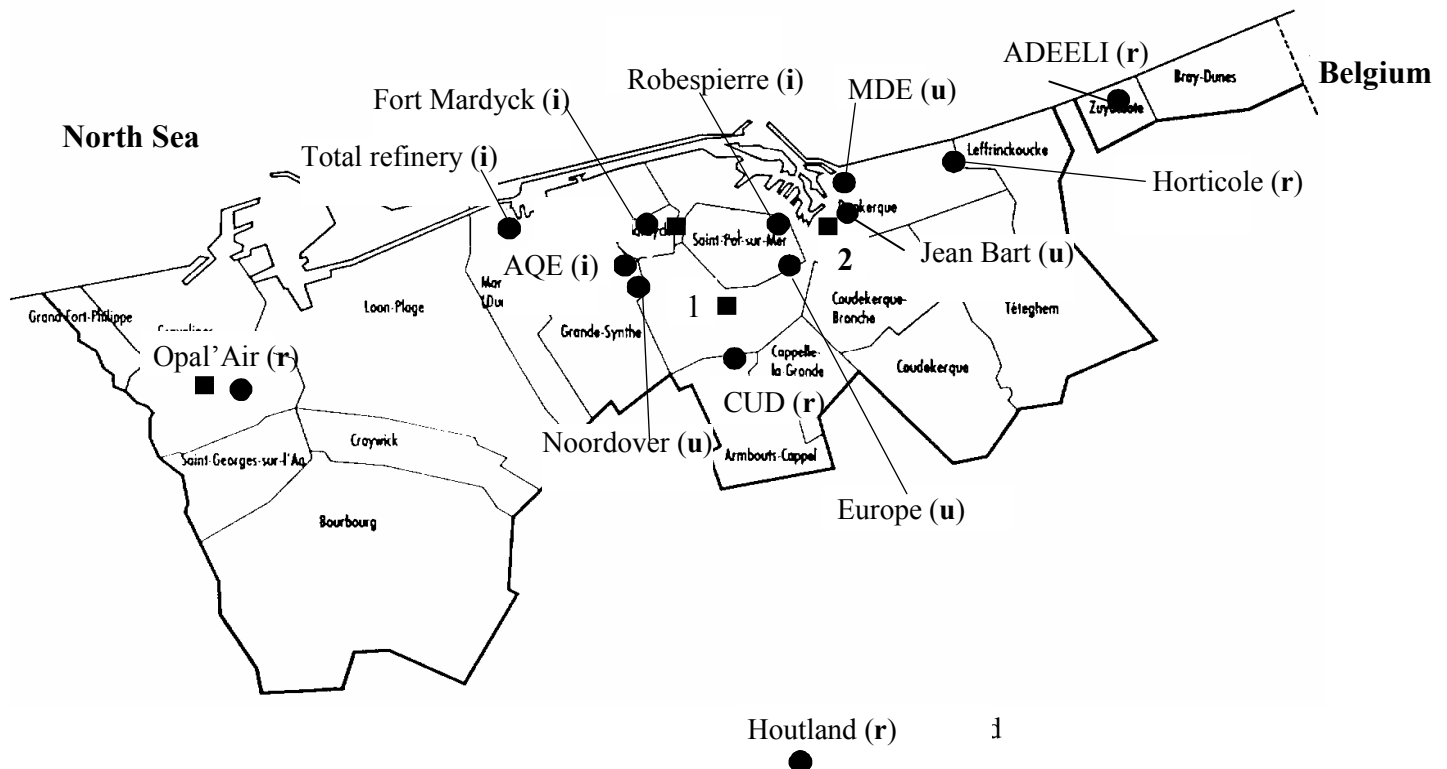 ADEELI (r)
Bray-Dunes
Belgium
Robespierre (i)
MDE (u)
Fort Mardyck (i)
North Sea
Total refinery (i)
Leffrinckoucke
Horticole (r)
Saint-Pol-sur-Mer
Jean Bart (u)
2
AQE (i)
Mar
Loon-Plage
1
Coudekerque-
Branche
Téteghem
Grand-Fort-Philippe
Grande-Synthe
Opal’Air (r)
Cappelle-
la Grande
Coudekerque
CUD (r)
Craywick
Noordover (u)
Saint-Georges-sur-l'Aa
Armbouts-Cappel
Europe (u)
Bourbourg
Houtland (r)
d